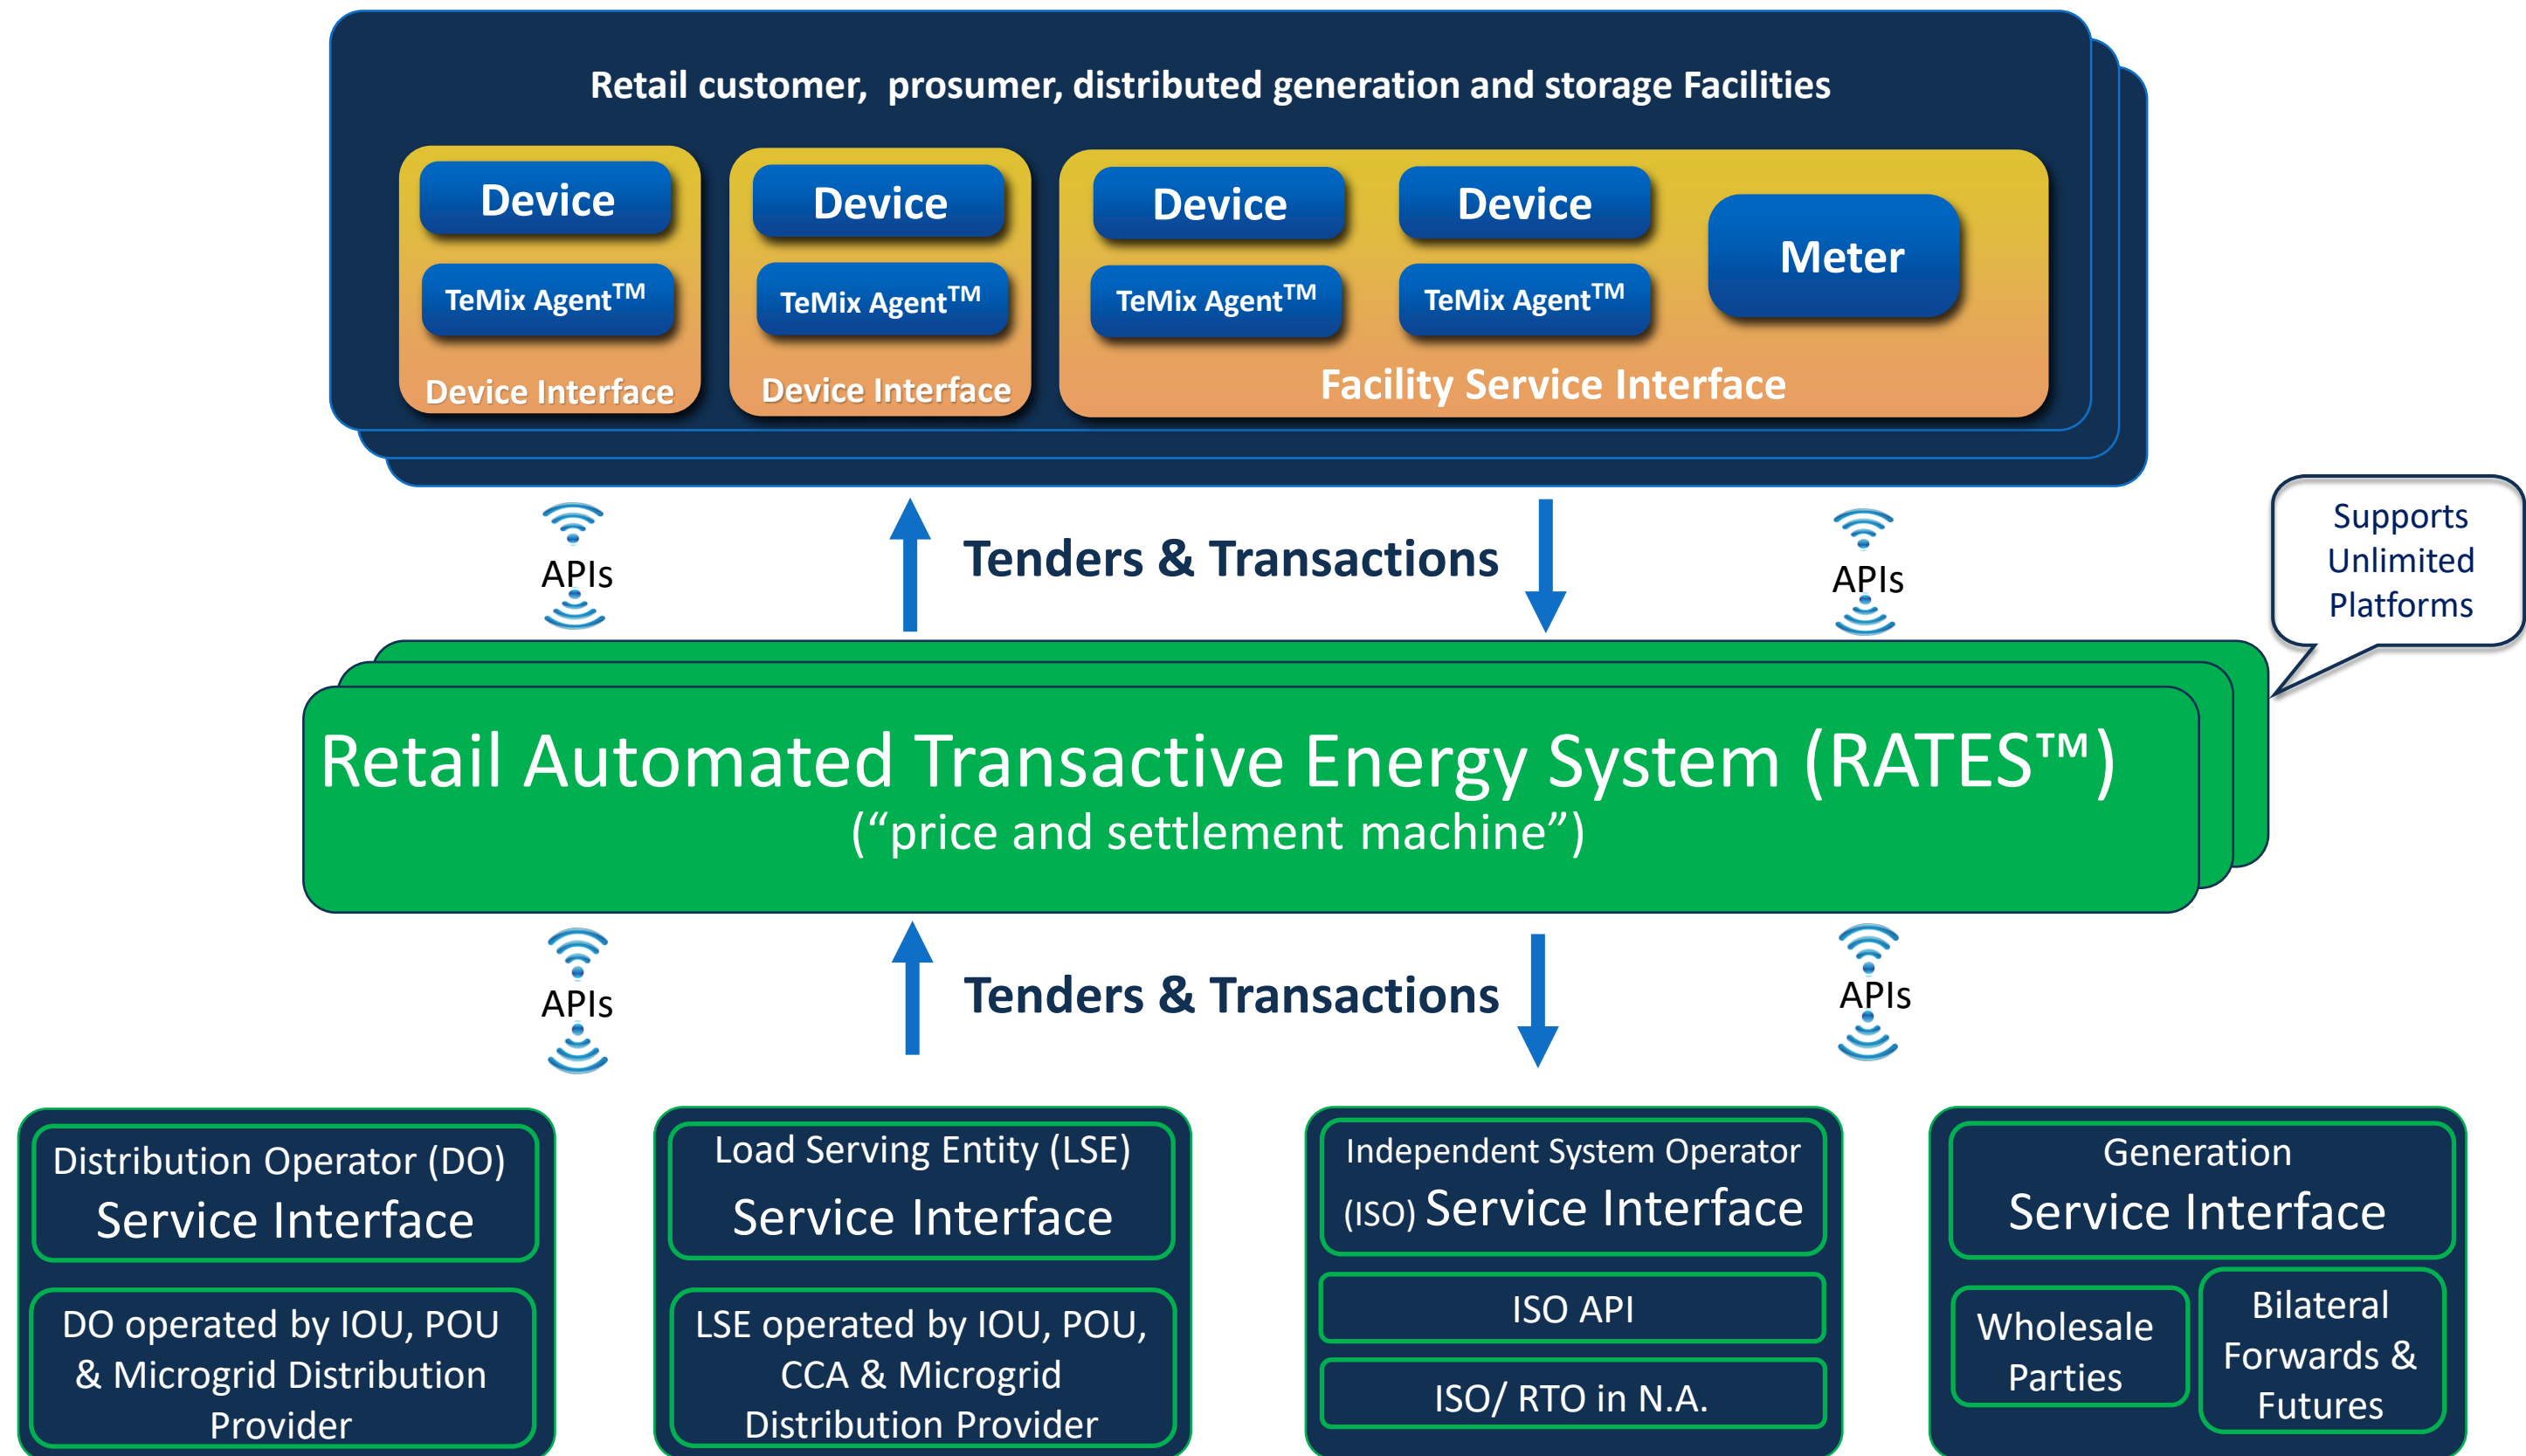 Retail customer, prosumer, distributed generation and storage Facilities
Device
TeMix Agent™
Device Interface
Device
TeMix Agent™
Device Interface
Device
TeMix Agent™
Device
TeMix Agent™
Meter
Facility Service Interface
APIs
Tenders & Transactions
APIs
Supports
Unlimited
Platforms
Retail Automated Transactive Energy System (RATES™)
(“price and settlement machine”)
APIs
Tenders & Transactions
APIs
Distribution Operator (DO)
Service Interface
DO operated by IOU, POU
& Microgrid Distribution
Provider
Load Serving Entity (LSE)
Service Interface
LSE operated by IOU, POU,
CCA & Microgrid
Distribution Provider
Independent System Operator
(ISO) Service Interface
ISO API
ISO/ RTO in N.A.
Generation
Service Interface
Wholesale
Parties
Bilateral
Forwards &
Futures